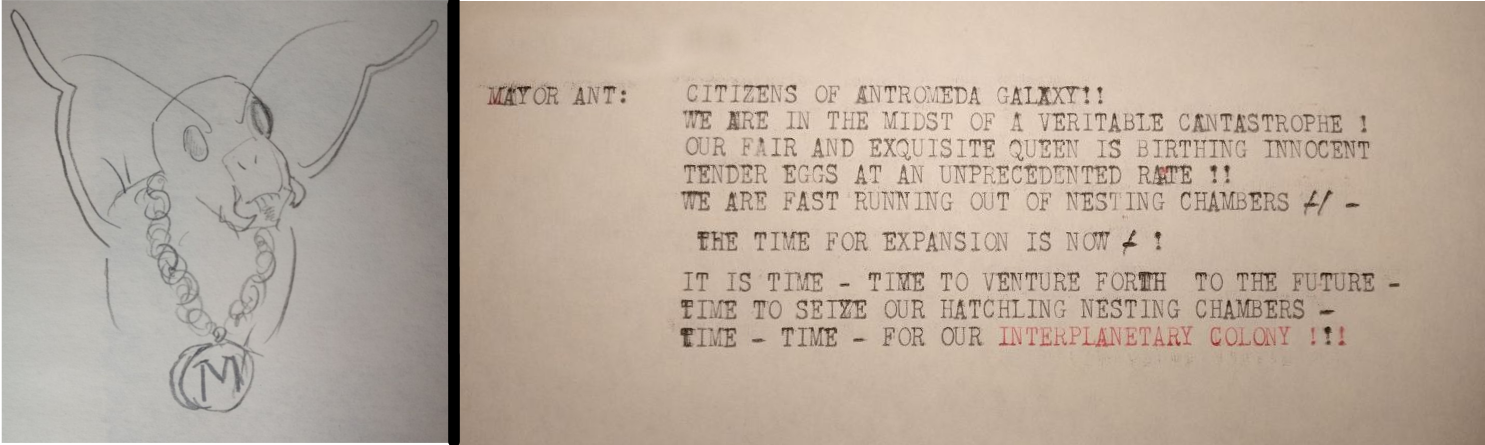 M
MAYOR ANT: CITIZENS OF ANTROMEDA GALAXY!!
WE ARE IN THE MIDST OF A VERITABLE CANTASTROPHE !
OUR FAIR AND EXQUISITE QUEEN IS BIRTHING INNOCENT
TENDER EGGS AT AN UNPRECEDENTED RATE !!
WE ARE FAST RUNNING OUT OF NESTING CHAMBERS !! -
THE TIME FOR EXPANSION IS NOW ! !
IT IS TIME - TIME TO VENTURE FORTH TO THE FUTURE -
TIME TO SEIZE OUR HATCHLING NESTING CHAMBERS -
TIME - TIME - FOR OUR INTERPLANETARY COLONY !!!